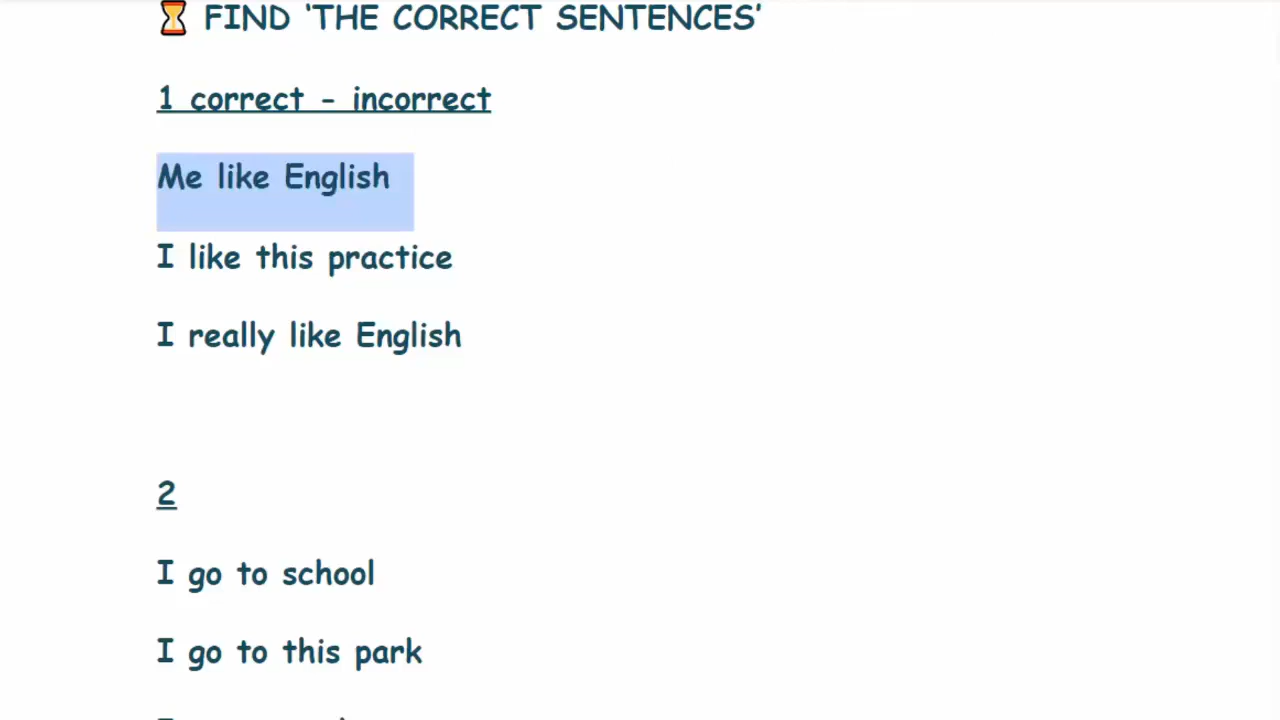 ⏳ FIND ‘THE CORRECT SENTENCES’
1 correct - incorrect
Me like English
I like this practice
I really like English
2
I go to school
I go to this park